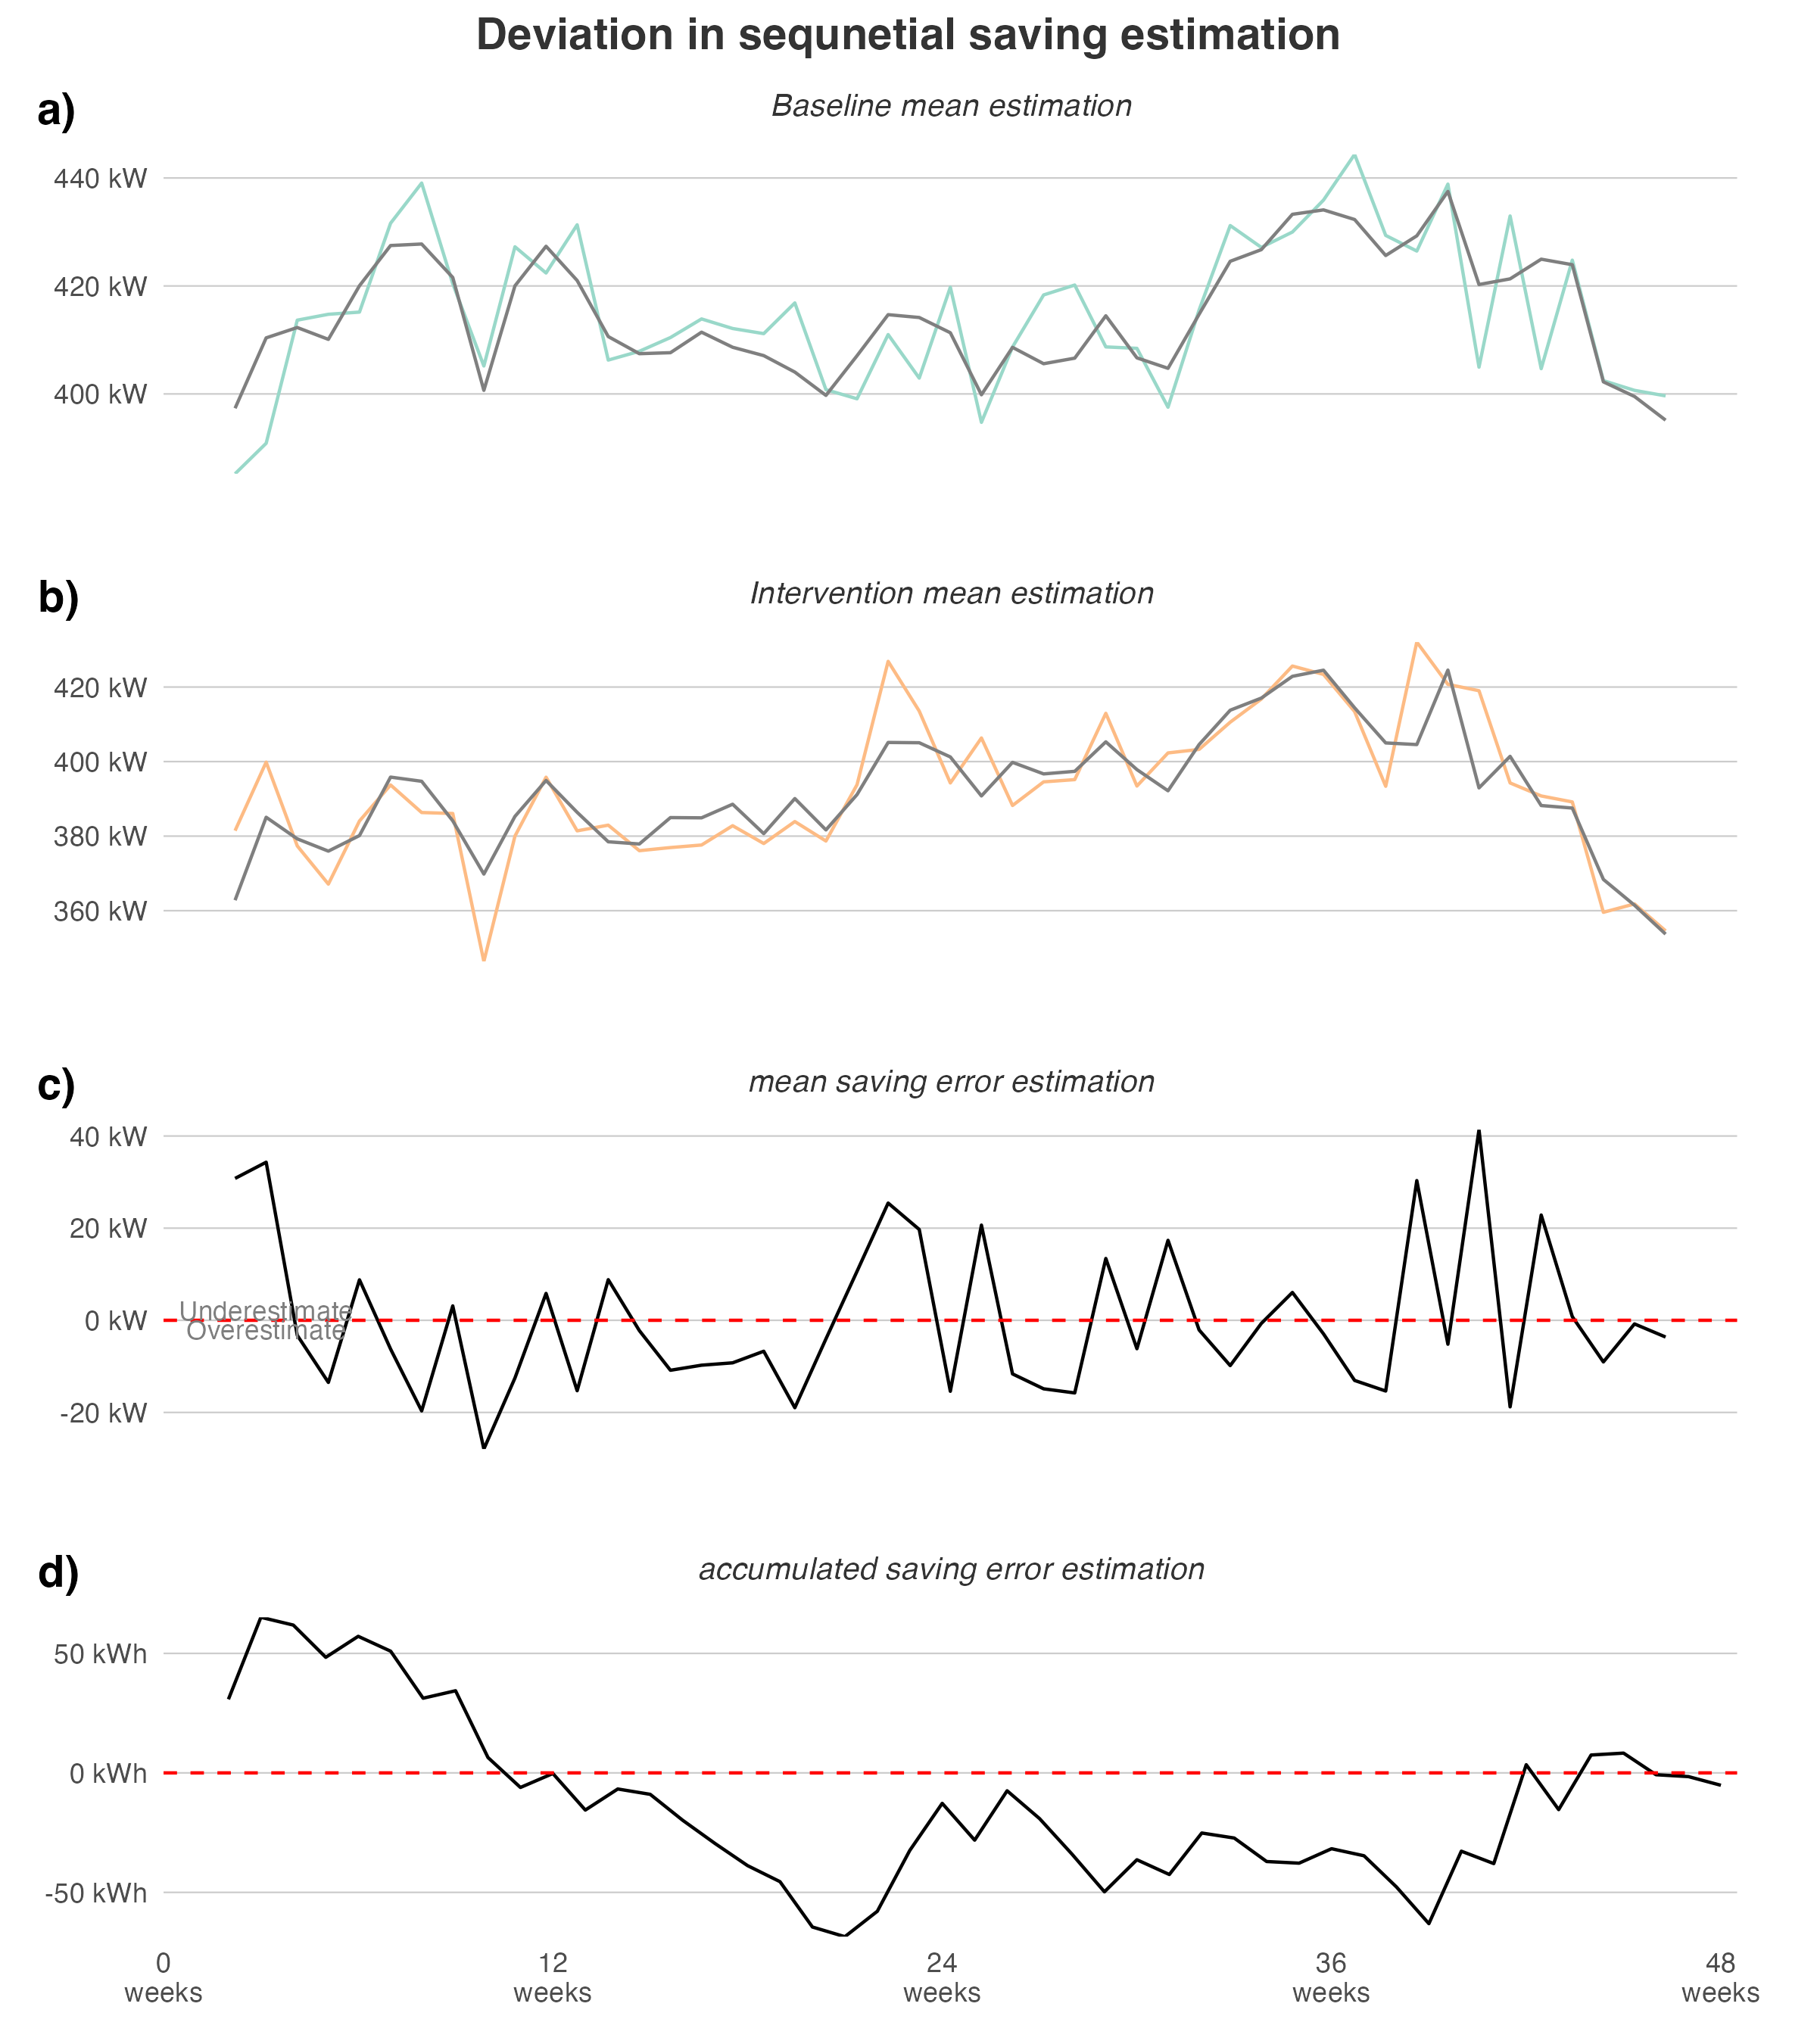 Deviation in sequnetial saving estimation
a)
Baseline mean estimation
440 kW
420 kW
400 kW
b)
Intervention mean estimation
420 kW
400 kW
380 kW
360 kW
c)
mean saving error estimation
40 kW
20 kW
Underestimate
0 kW
Overestimate
-20 kW
d)
accumulated saving error estimation
50 kWh
0 kWh
-50 kWh
0 12 24 36 48
weeks weeks weeks weeks weeks